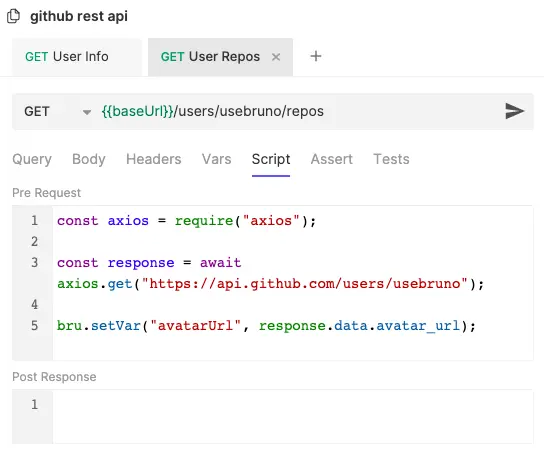 github rest api
GET User Info GET User Repos × +
GET {{baseUrl}}/users/usebruno/repos
Query Body Headers Vars Script Assert Tests
Pre Request
1 const axios = require("axios");
2
3 const response = await
axios.get("https://api.github.com/users/usebruno");
4
5 bru.setVar("avatarUrl", response.data.avatar_url);
Post Response
1